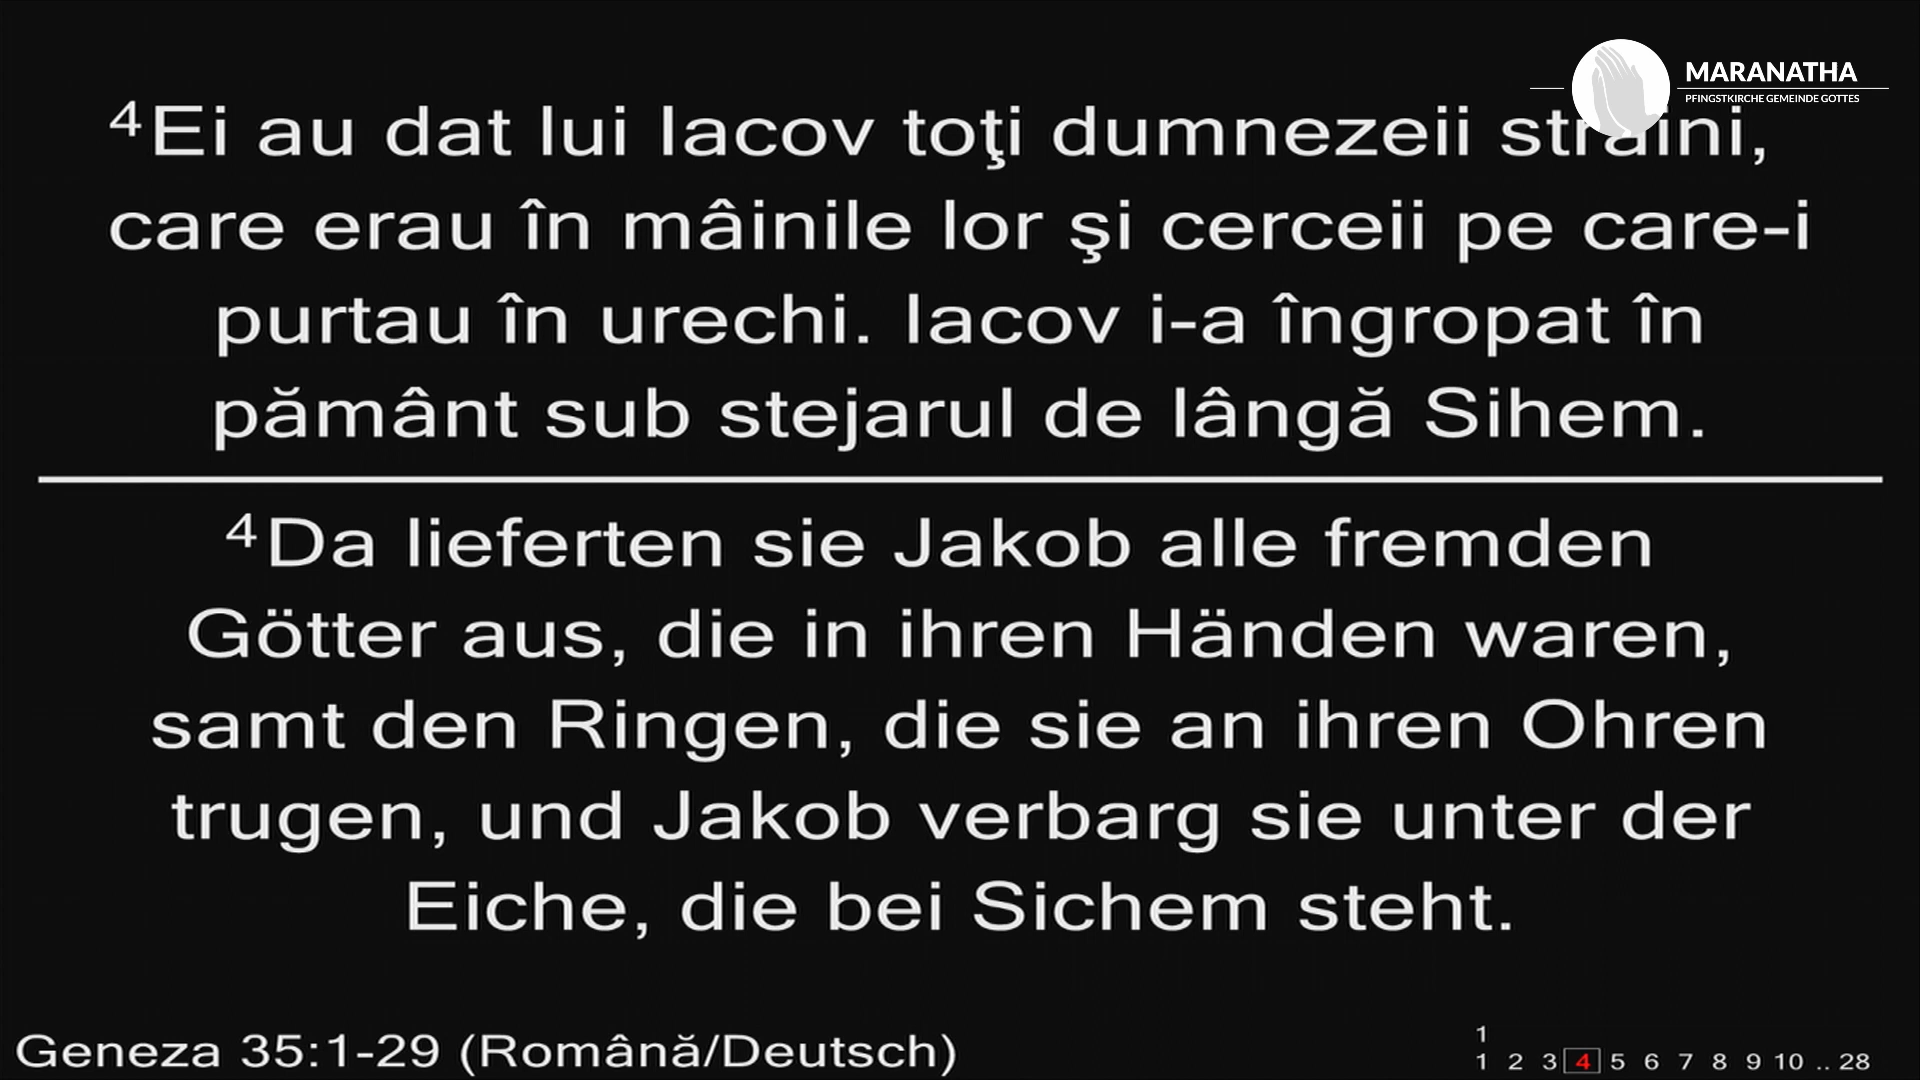 MARANATHA
PFINGSTKIRCHE GEMEINDE GOTTES
⁴Ei au dat lui Iacov toţi dumnezeii străini,
care erau în mâinile lor şi cerceii pe care-i
purtau în urechi. Iacov i-a îngropat în
pământ sub stejarul de lângă Sihem.
⁴Da lieferten sie Jakob alle fremden
Götter aus, die in ihren Händen waren,
samt den Ringen, die sie an ihren Ohren
trugen, und Jakob verbarg sie unter der
Eiche, die bei Sichem steht.
Geneza 35:1-29 (Română/Deutsch)
1
1 2 3 4 5 6 7 8 9 10 .. 28